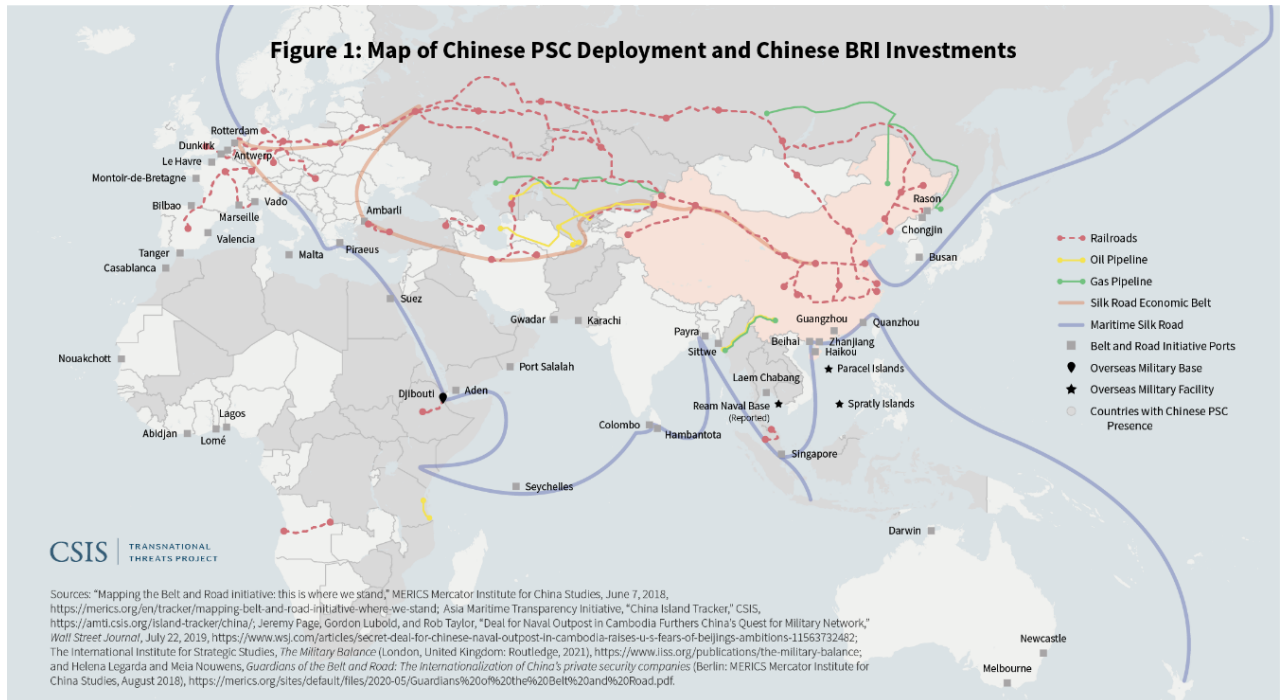 Figure 1: Map of Chinese PSC Deployment and Chinese BRI Investments
Rotterdam
Dunkirk
Antwerp
Le Havre
Montoir-de-Bretagne
Bilbao
Vado
Marseille
Ambarli
Valencia
Tanger
Malta
Piraeus
Casablanca
Suez
Rason
Chongjin
Busan
Gwadar
Karachi
Payra
Sittwe
Guangzhou
Quanzhou
Beihai
Zhanjiang
Haikou
Nouakchott
Port Salalah
Paracel Islands
Laem Chabang
Djibouti
Aden
Ream Naval Base
(Reported)
Spratly Islands
Lagos
Abidjan
Lomé
Colombo
Hambantota
Singapore
Seychelles
Darwin
Newcastle
Melbourne
Railroads
Oil Pipeline
Gas Pipeline
Silk Road Economic Belt
Maritime Silk Road
Belt and Road Initiative Ports
Overseas Military Base
Overseas Military Facility
Countries with Chinese PSC
Presence
CSIS | TRANSNATIONAL
THREATS PROJECT
Sources: “Mapping the Belt and Road initiative: this is where we stand,” MERICS Mercator Institute for China Studies, June 7, 2018,
https://merics.org/en/tracker/mapping-belt-and-road-initiative-where-we-stand; Asia Maritime Transparency Initiative, “China Island Tracker,” CSIS,
https://amti.csis.org/island-tracker/china/; Jeremy Page, Gordon Lubold, and Rob Taylor, “Deal for Naval Outpost in Cambodia Furthers China’s Quest for Military Network,”
Wall Street Journal, July 22, 2019, https://www.wsj.com/articles/secret-deal-for-chinese-naval-outpost-in-cambodia-raises-u-s-fears-of-beijings-ambitions-11563732482;
The International Institute for Strategic Studies, The Military Balance (London, United Kingdom: Routledge, 2021), https://www.iiss.org/publications/the-military-balance;
and Helena Legarda and Meia Nouwens, Guardians of the Belt and Road: The Internationalization of China’s private security companies (Berlin: MERICS Mercator Institute for
China Studies, August 2018), https://merics.org/sites/default/files/2020-05/Guardians%20of%20the%20Belt%20and%20Road.pdf.